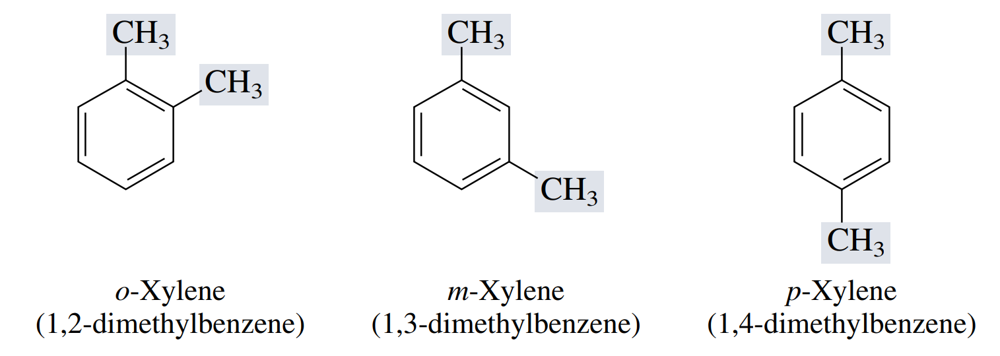 CH₃
CH₃
o-Xylene
(1,2-dimethylbenzene)
CH₃
CH₃
m-Xylene
(1,3-dimethylbenzene)
CH₃
CH₃
p-Xylene
(1,4-dimethylbenzene)